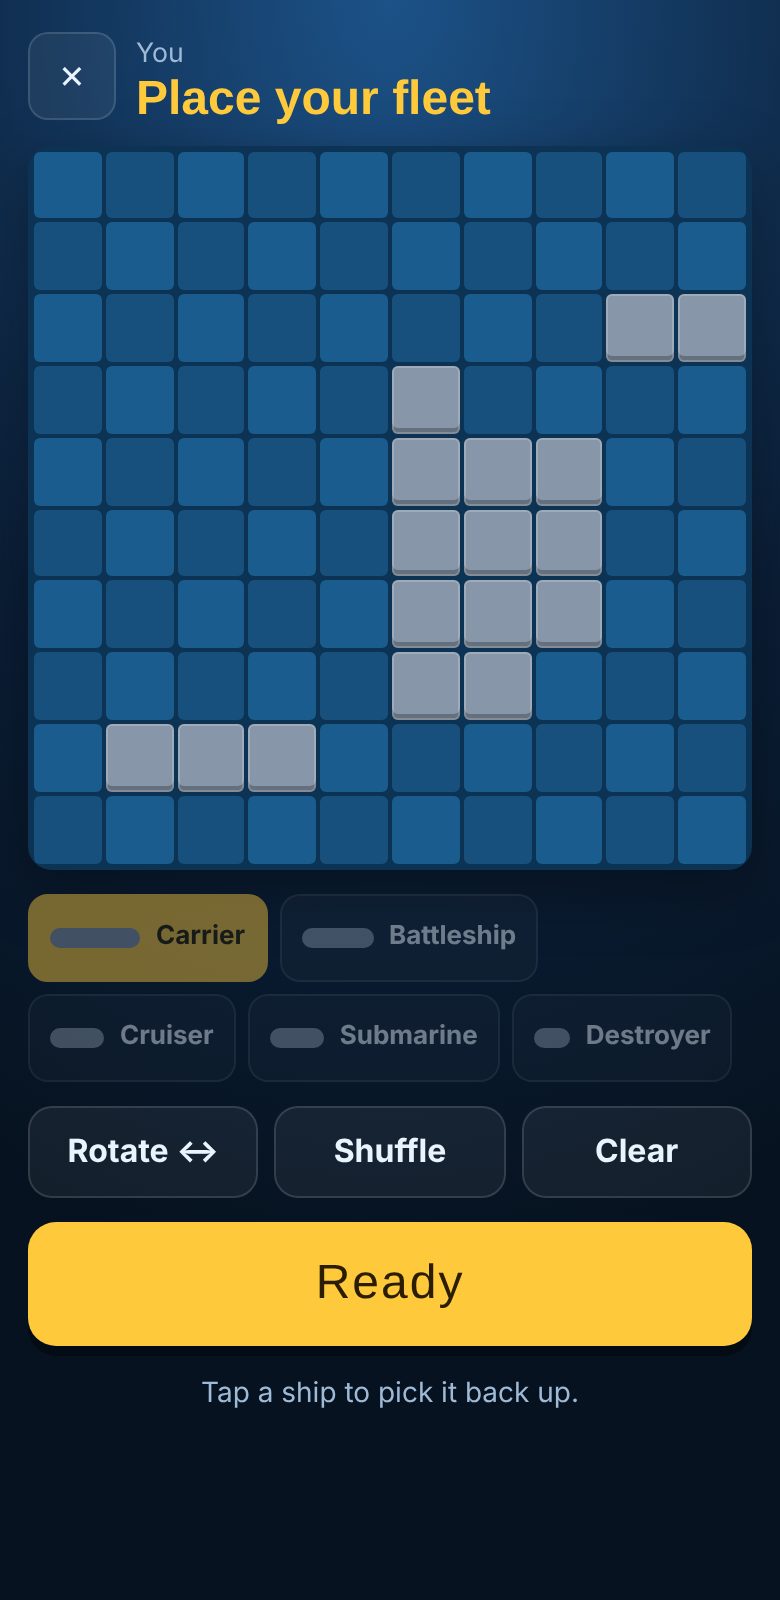 ×
You
Place your fleet
Carrier
Battleship
Cruiser
Submarine
Destroyer
Rotate ↔
Shuffle
Clear
Ready
Tap a ship to pick it back up.